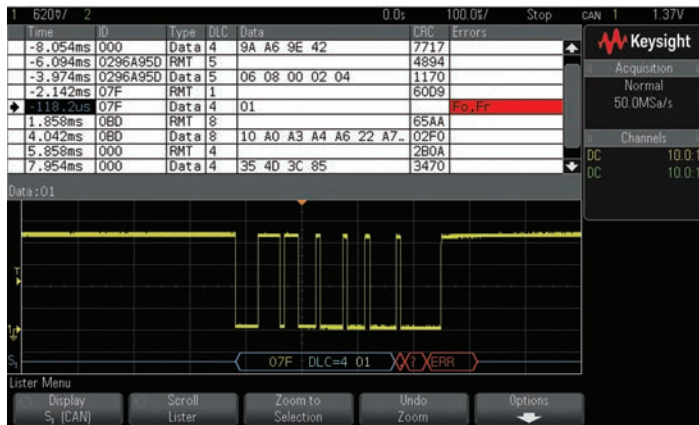 1 620▽/ 2 0.0s 100.0▽/ Stop CAN 1 1.37V
Time ID Type DLC Data CRC Errors
-8.054ms 000 Data 4 9A A6 9E 42 7717
-6.094ms 0296A95D RMT 5 4894
-3.974ms 0296A95D Data 5 06 08 00 02 04 1170
-2.142ms 07F RMT 1 60D9
-118.2us 07F Data 4 01 Fo,Fr
1.858ms 0BD RMT 8 65AA
4.042ms 0BD Data 8 10 A0 A3 A4 A6 22 A7… 02F0
5.858ms 000 RMT 4 2B0A
7.954ms 000 Data 4 35 4D 3C 85 3470
Keysight
Acquisition
Normal
50.0MSa/s
Channels
DC 10.0:1
DC 10.0:1
Data:01
T
S₁ 07F DLC=4 01 ? ERR
Lister Menu
Display
S₁ (CAN)
Scroll
Lister
Zoom to
Selection
Undo
Zoom
Options